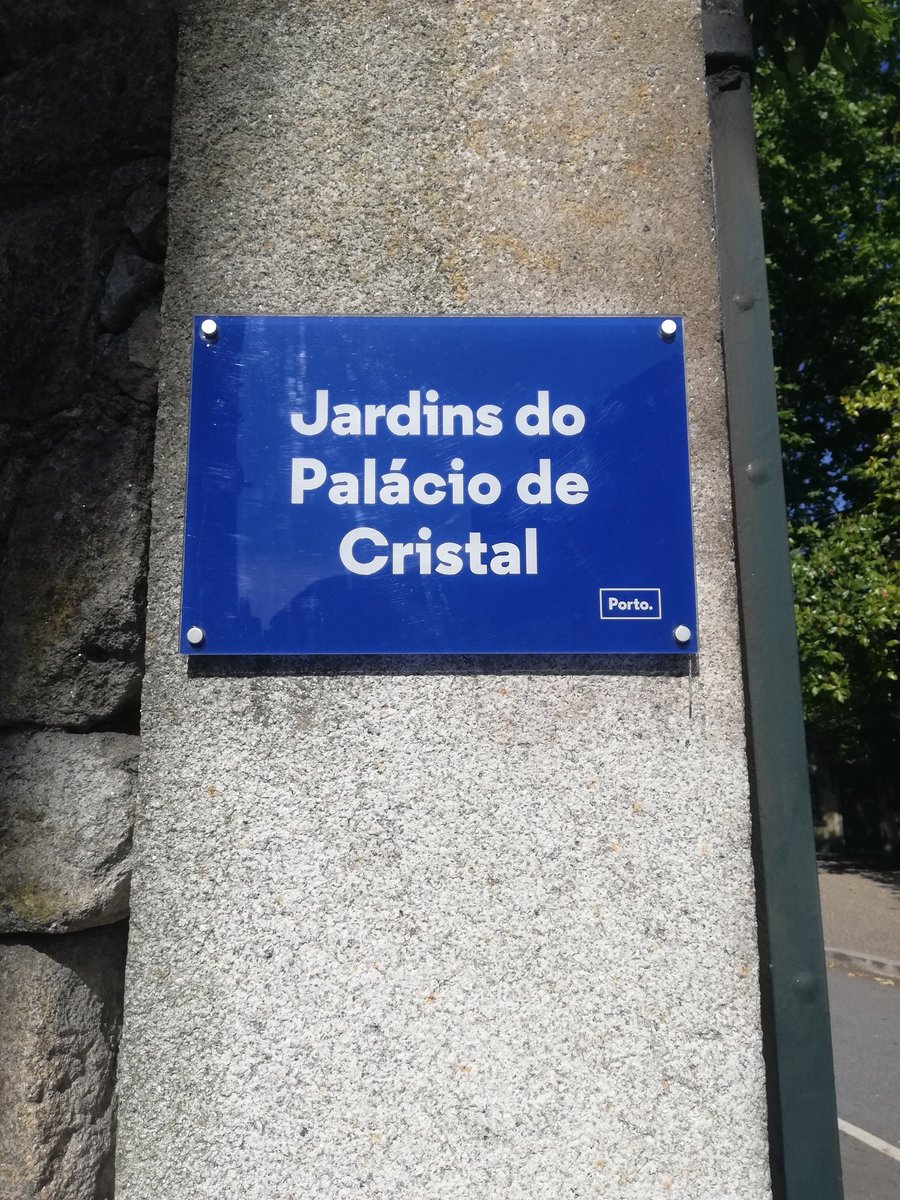 Jardins do
Palácio de
Cristal
Porto.